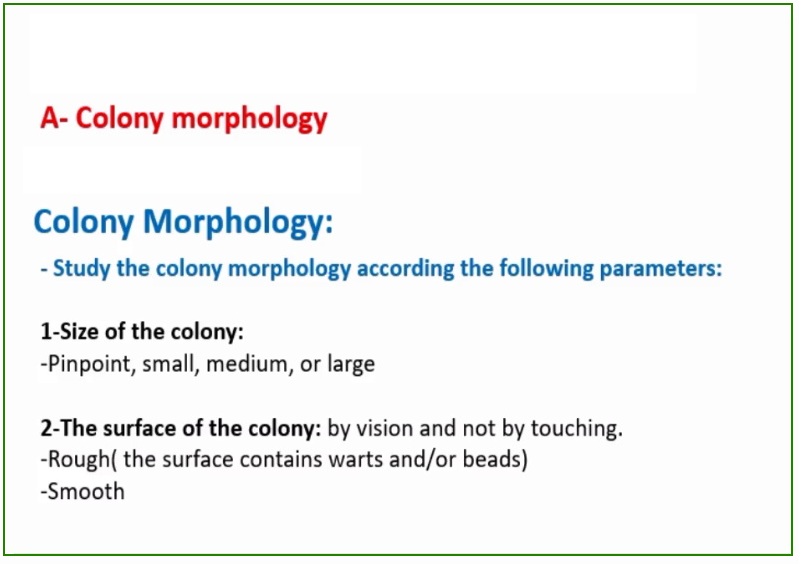 A- Colony morphology
Colony Morphology:
- Study the colony morphology according the following parameters:
1-Size of the colony:
-Pinpoint, small, medium, or large
2-The surface of the colony: by vision and not by touching.
-Rough( the surface contains warts and/or beads)
-Smooth